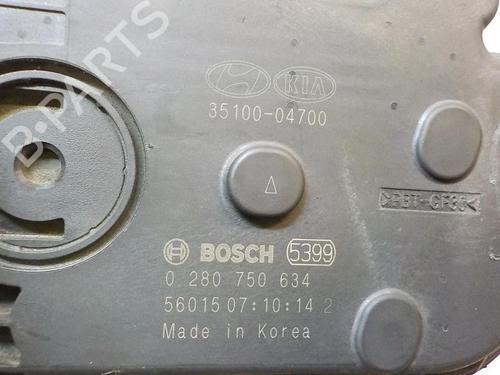 B-PARTS
KIA
35100-04700
>PBT-GF30<
BOSCH 5399
0 280 750 634
56015 07:10:14 2
Made in Korea